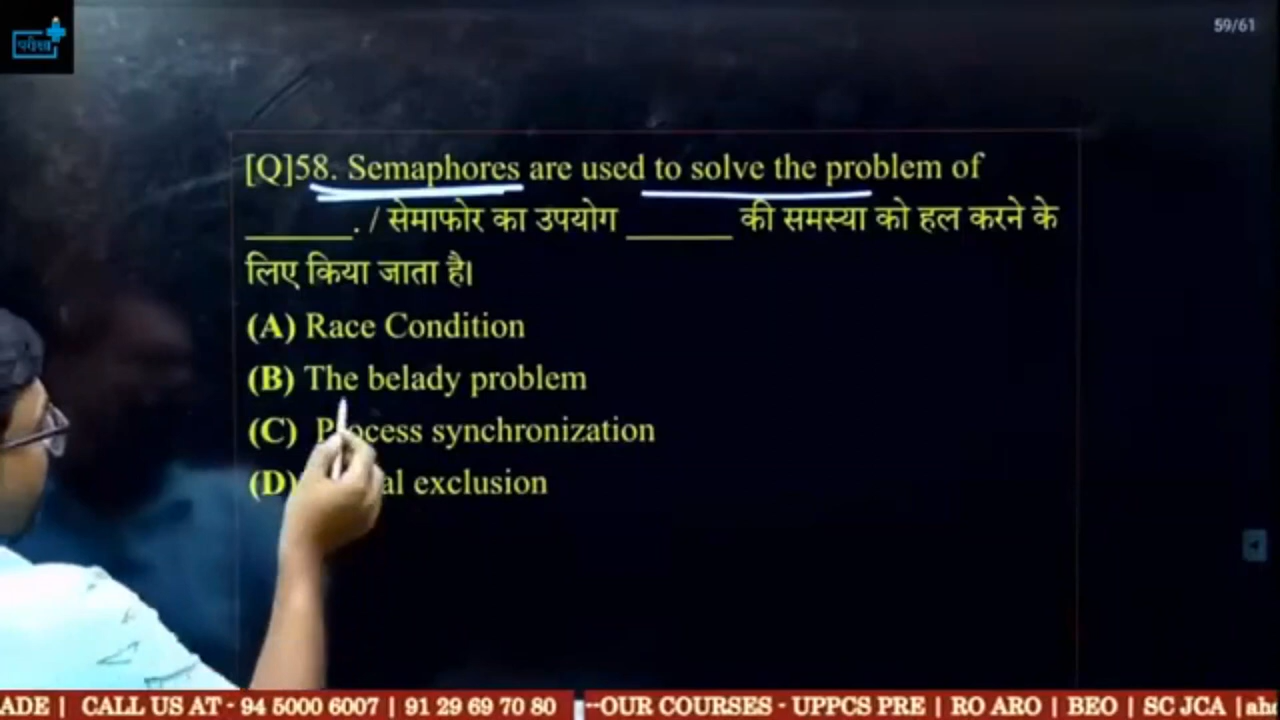 परीक्षा
59/61
[Q]58. Semaphores are used to solve the problem of
______. / सेमाफोर का उपयोग ______ की समस्या को हल करने के
लिए किया जाता है।
(A) Race Condition
(B) The belady problem
(C) Process synchronization
(D) al exclusion
ADE | CALL US AT - 94 5000 6007 | 91 29 69 70 80 --OUR COURSES - UPPCS PRE | RO ARO | BEO | SC JCA |